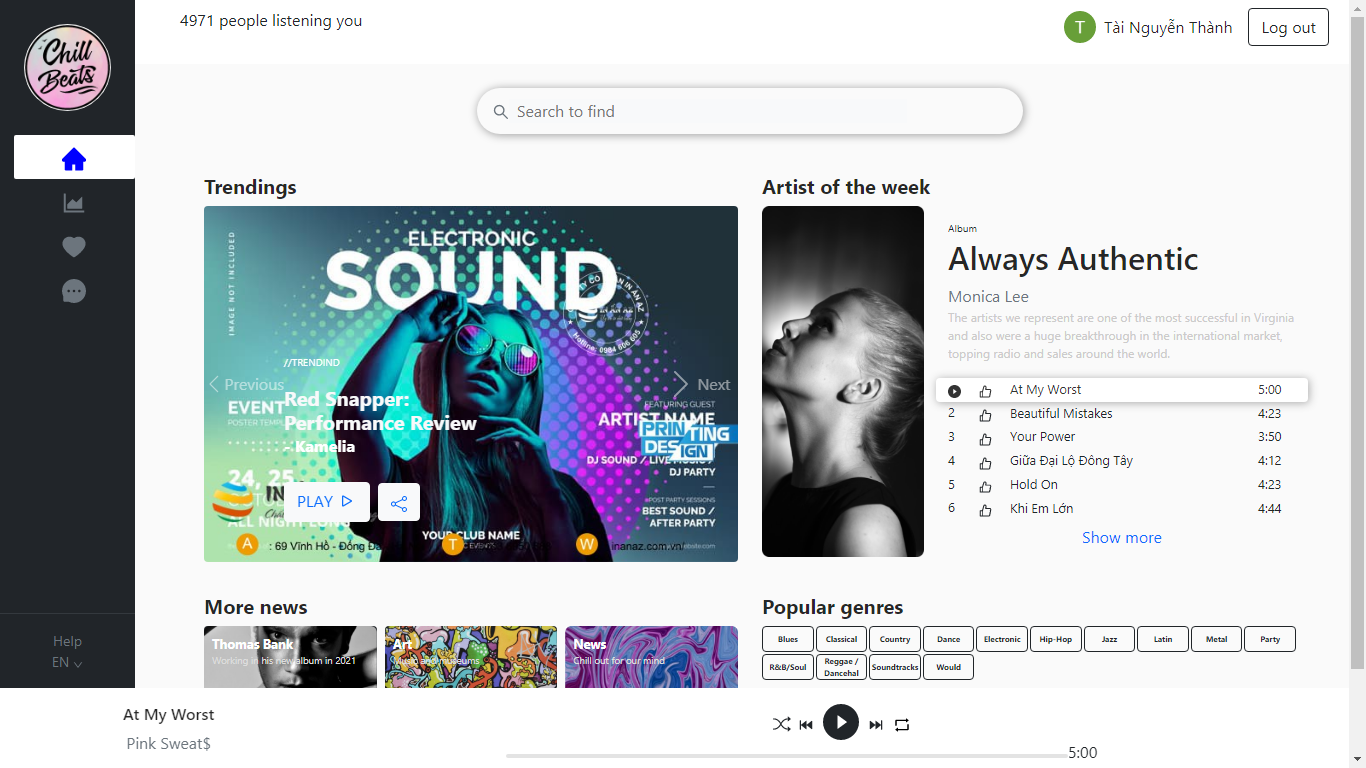 4971 people listening you
T Tài Nguyễn Thành
Log out
Chill
Beats
Search to find
Trendings
Artist of the week
IMAGE NOT INCLUDED
ELECTRONIC
SOUND
Hotline: 0984 606 605
//TRENDIND
Previous
Next
Red Snapper:
Performance Review
- Kamelia
EVENT
24, 25
ALL NIGHT LONG
FEATURING GUEST
ARTIST NAME
PRINTING
DESIGN
DJ SOUND / LIVE MUSIC /
DJ PARTY
POST PARTY SESSIONS
BEST SOUND /
AFTER PARTY
PLAY
YOUR CLUB NAME
A : 69 Vĩnh Hồ - Đống Đa T W inanaz.com.vn
Album
Always Authentic
Monica Lee
The artists we represent are one of the most successful in Virginia
and also were a huge breakthrough in the international market,
topping radio and sales around the world.
At My Worst 5:00
2 Beautiful Mistakes 4:23
3 Your Power 3:50
4 Giữa Đại Lộ Đông Tây 4:12
5 Hold On 4:23
6 Khi Em Lớn 4:44
Show more
More news
Thomas Bank
Working in his new album in 2021
Art
Music and museums
News
Chill out for our mind
Popular genres
Blues Classical Country Dance Electronic Hip-Hop Jazz Latin Metal Party
R&B/Soul Reggae / Dancehal Soundtracks Would
Help
EN
At My Worst
Pink Sweat$
5:00